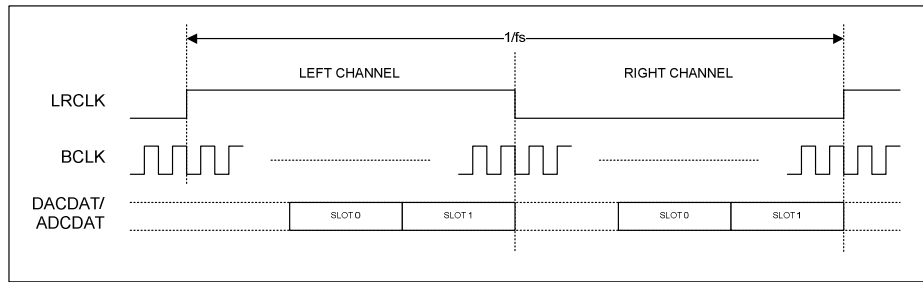 1/fs
LEFT CHANNEL RIGHT CHANNEL
LRCLK
BCLK
DACDAT/
ADCDAT
SLOT 0 SLOT 1 SLOT 0 SLOT 1